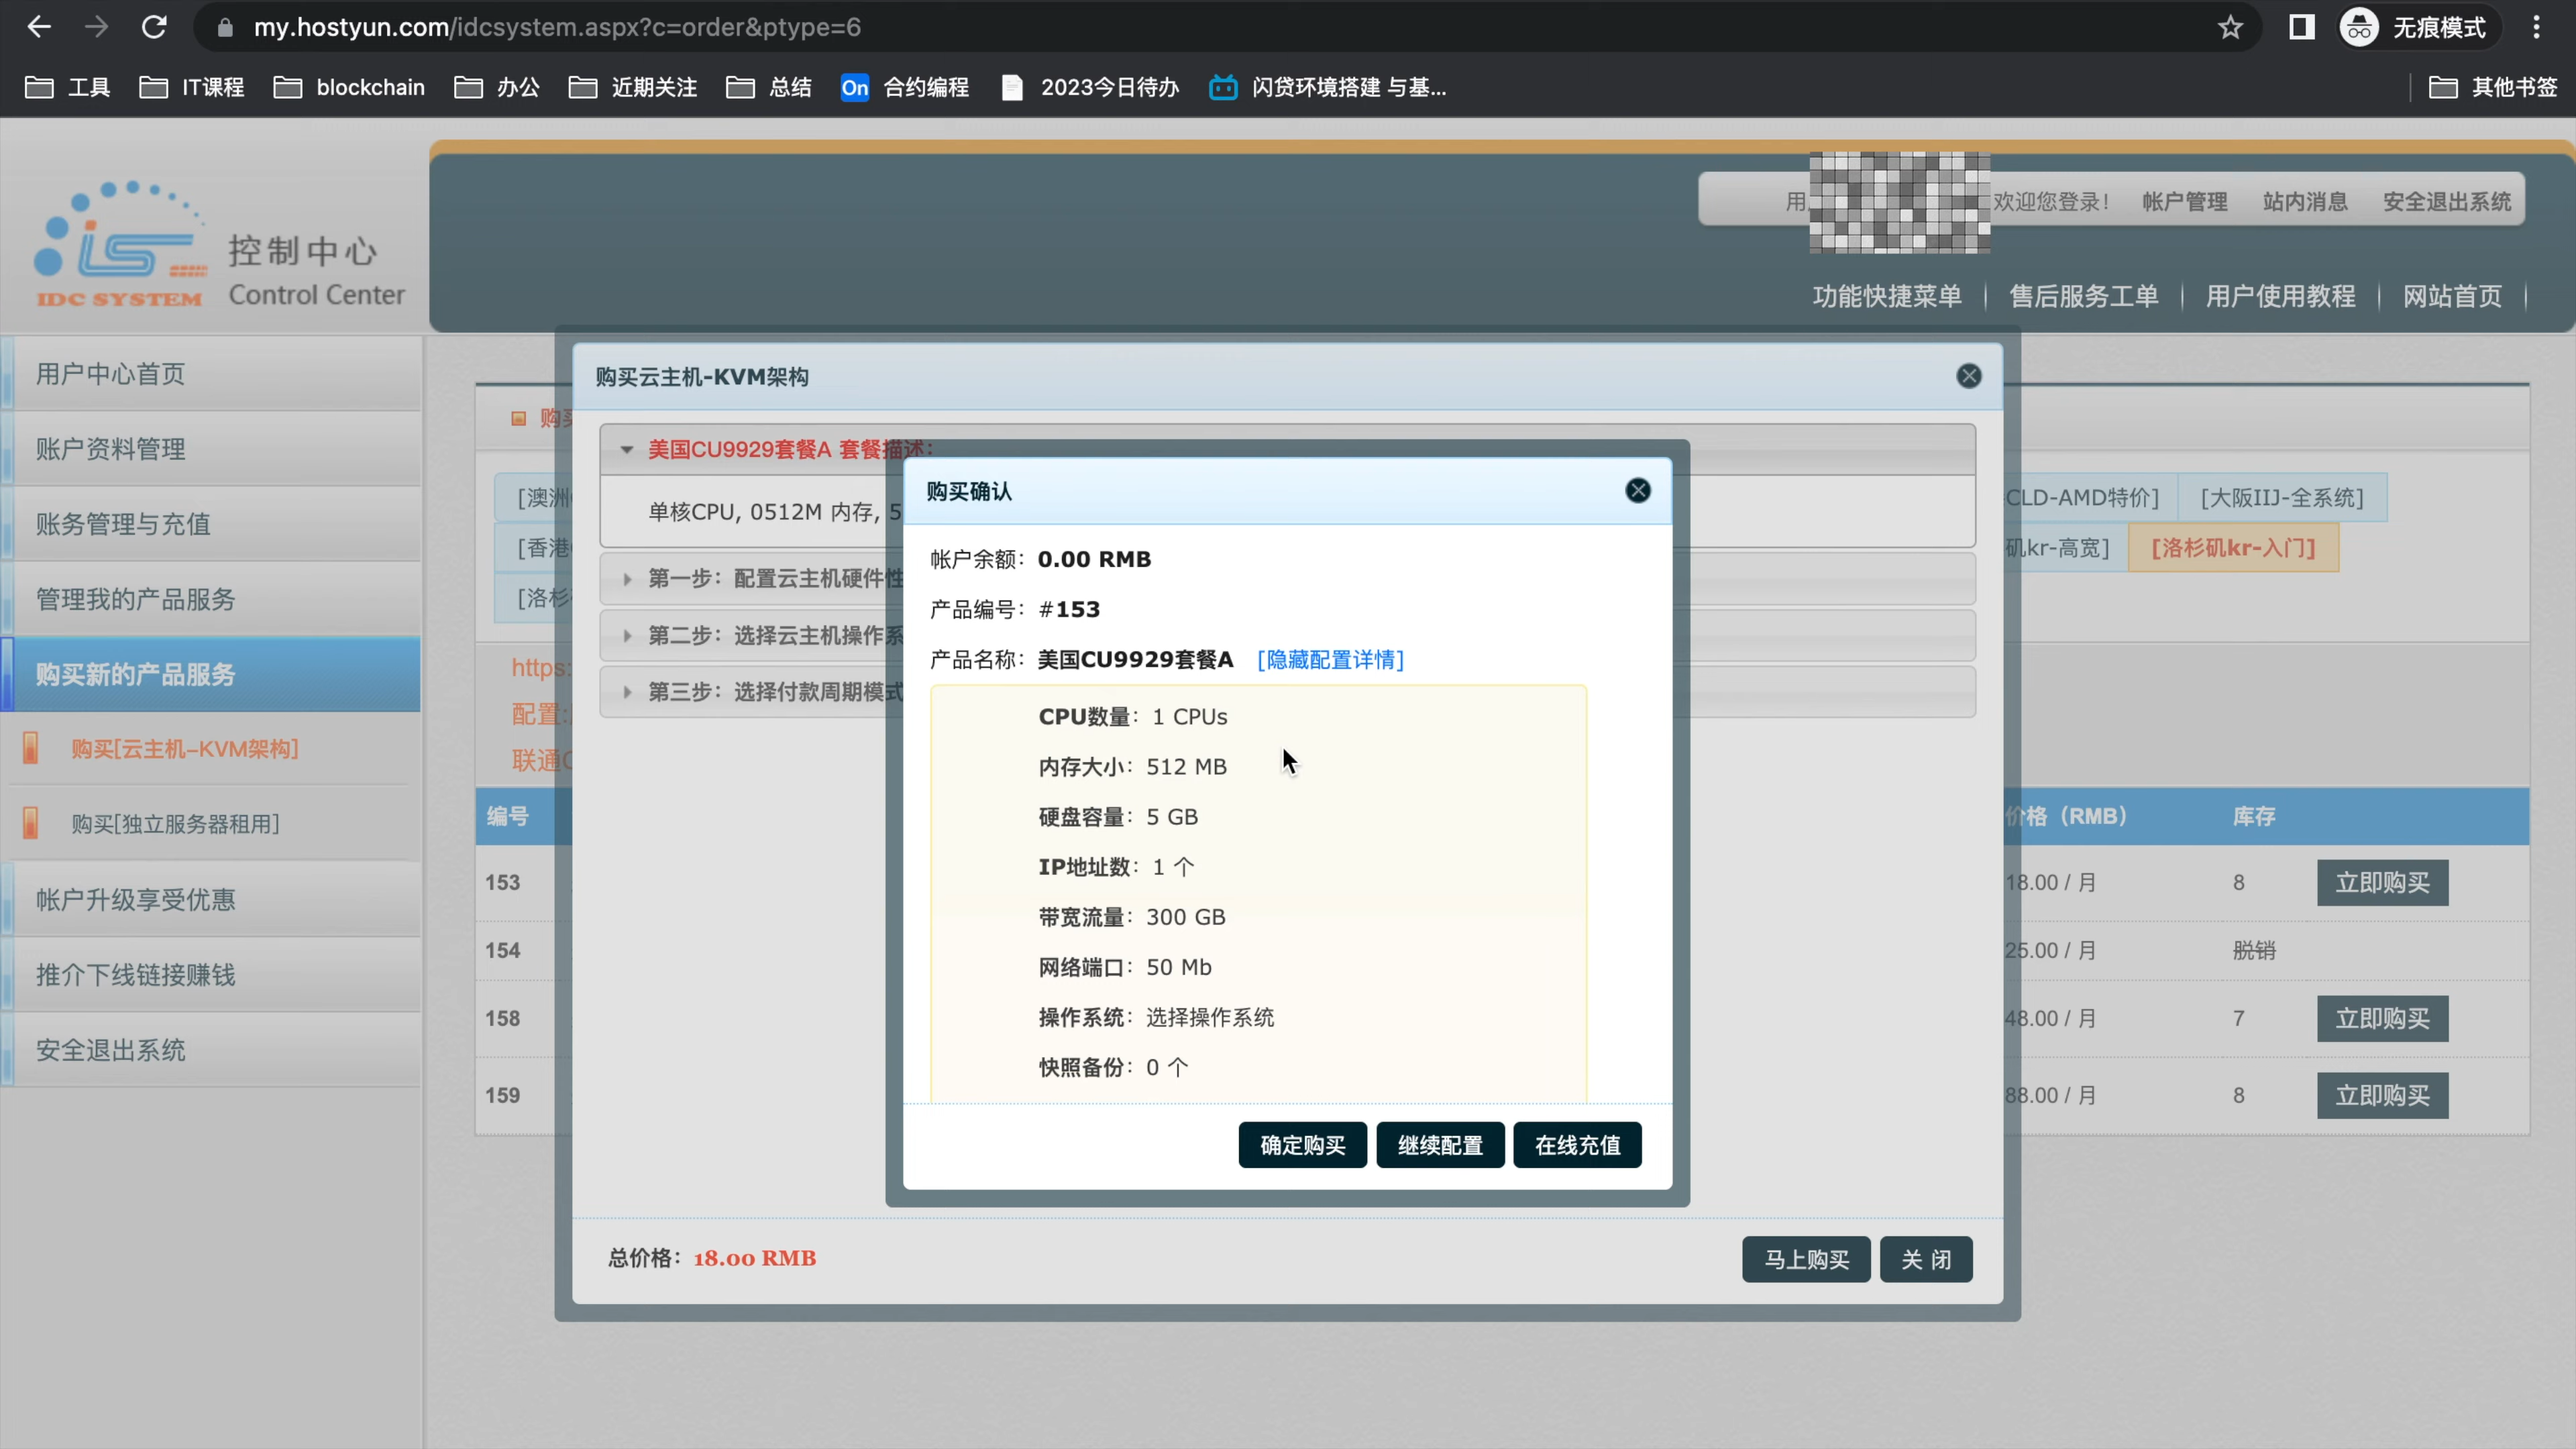 my.hostyun.com/idcsystem.aspx?c=order&ptype=6
无痕模式
工具 IT课程 blockchain 办公 近期关注 总结 On 合约编程 2023今日待办 闪贷环境搭建 与基... 其他书签
IDC SYSTEM
控制中心
Control Center
用 欢迎您登录! 帐户管理 站内消息 安全退出系统
功能快捷菜单 | 售后服务工单 | 用户使用教程 | 网站首页 |
用户中心首页
账户资料管理
账务管理与充值
管理我的产品服务
购买新的产品服务
购买[云主机–KVM架构]
购买[独立服务器租用]
帐户升级享受优惠
推介下线链接赚钱
安全退出系统
购买
[澳洲 CLD-AMD特价] [大阪IIJ-全系统]
[香港 矶kr-高宽] [洛杉矶kr-入门]
[洛杉
https:
配置:
联通
编号 价格（RMB） 库存
153 18.00 / 月 8 立即购买
154 25.00 / 月 脱销
158 48.00 / 月 7 立即购买
159 88.00 / 月 8 立即购买
购买云主机-KVM架构
美国CU9929套餐A 套餐描述:
单核CPU, 0512M 内存, 5
第一步: 配置云主机硬件性
第二步: 选择云主机操作系
第三步: 选择付款周期模式
总价格: 18.00 RMB
马上购买 关 闭
购买确认
帐户余额: 0.00 RMB
产品编号: #153
产品名称: 美国CU9929套餐A [隐藏配置详情]
CPU数量: 1 CPUs
内存大小: 512 MB
硬盘容量: 5 GB
IP地址数: 1 个
带宽流量: 300 GB
网络端口: 50 Mb
操作系统: 选择操作系统
快照备份: 0 个
确定购买 继续配置 在线充值